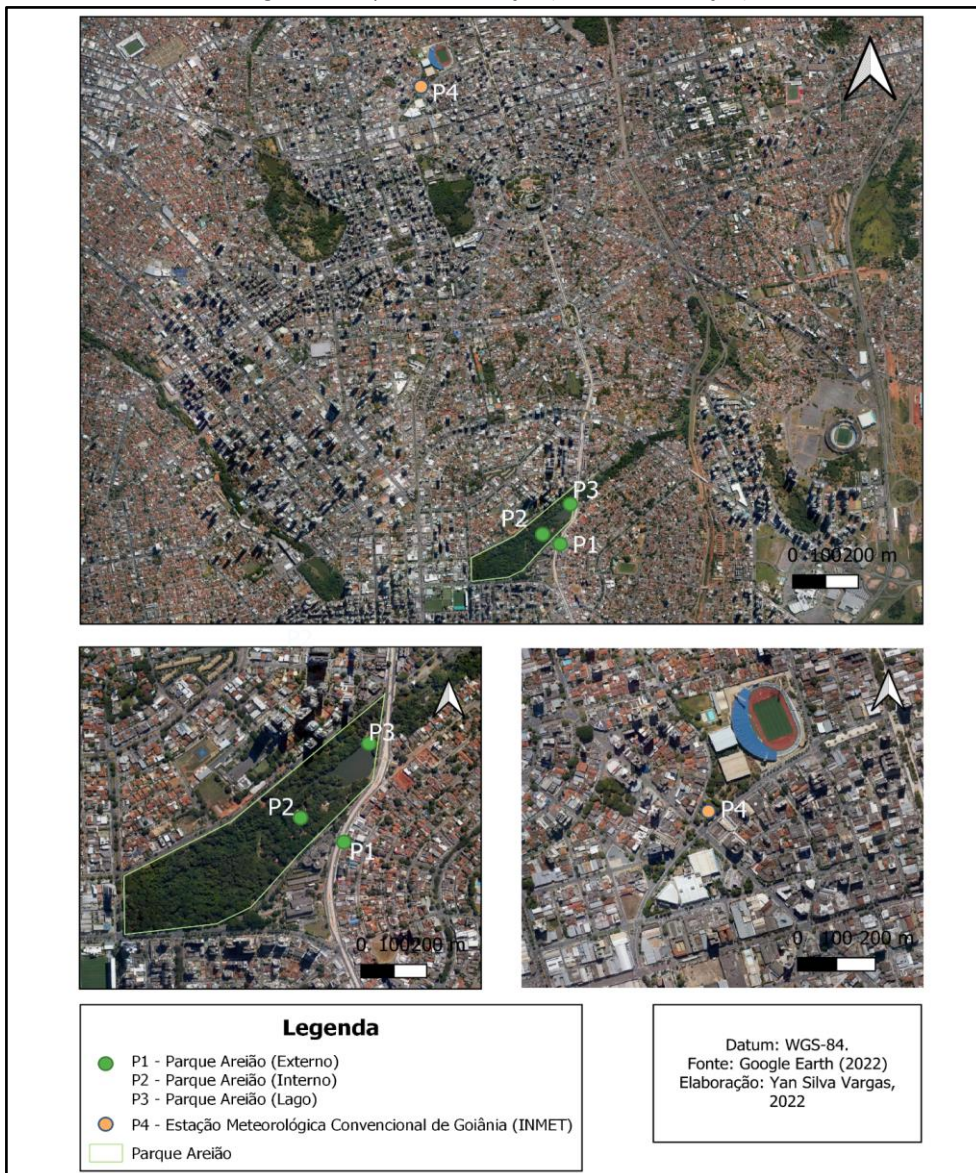 P4
P3
P2
P1
0 100200 m
P3
P2
P1
0 100200 m
P4
0 100 200 m
Legenda
P1 - Parque Areião (Externo)
P2 - Parque Areião (Interno)
P3 - Parque Areião (Lago)
P4 - Estação Meteorológica Convencional de Goiânia (INMET)
Parque Areião
Datum: WGS-84.
Fonte: Google Earth (2022)
Elaboração: Yan Silva Vargas,
2022